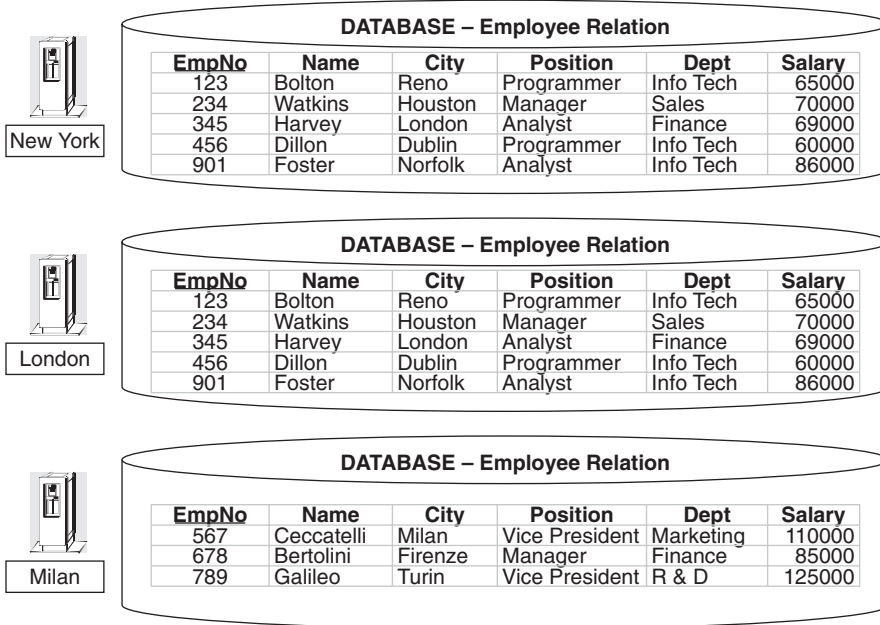 DATABASE – Employee Relation
EmpNo Name City Position Dept Salary
123 Bolton Reno Programmer Info Tech 65000
234 Watkins Houston Manager Sales 70000
345 Harvey London Analyst Finance 69000
456 Dillon Dublin Programmer Info Tech 60000
901 Foster Norfolk Analyst Info Tech 86000
New York
DATABASE – Employee Relation
EmpNo Name City Position Dept Salary
123 Bolton Reno Programmer Info Tech 65000
234 Watkins Houston Manager Sales 70000
345 Harvey London Analyst Finance 69000
456 Dillon Dublin Programmer Info Tech 60000
901 Foster Norfolk Analyst Info Tech 86000
London
DATABASE – Employee Relation
EmpNo Name City Position Dept Salary
567 Ceccatelli Milan Vice President Marketing 110000
678 Bertolini Firenze Manager Finance 85000
789 Galileo Turin Vice President R & D 125000
Milan